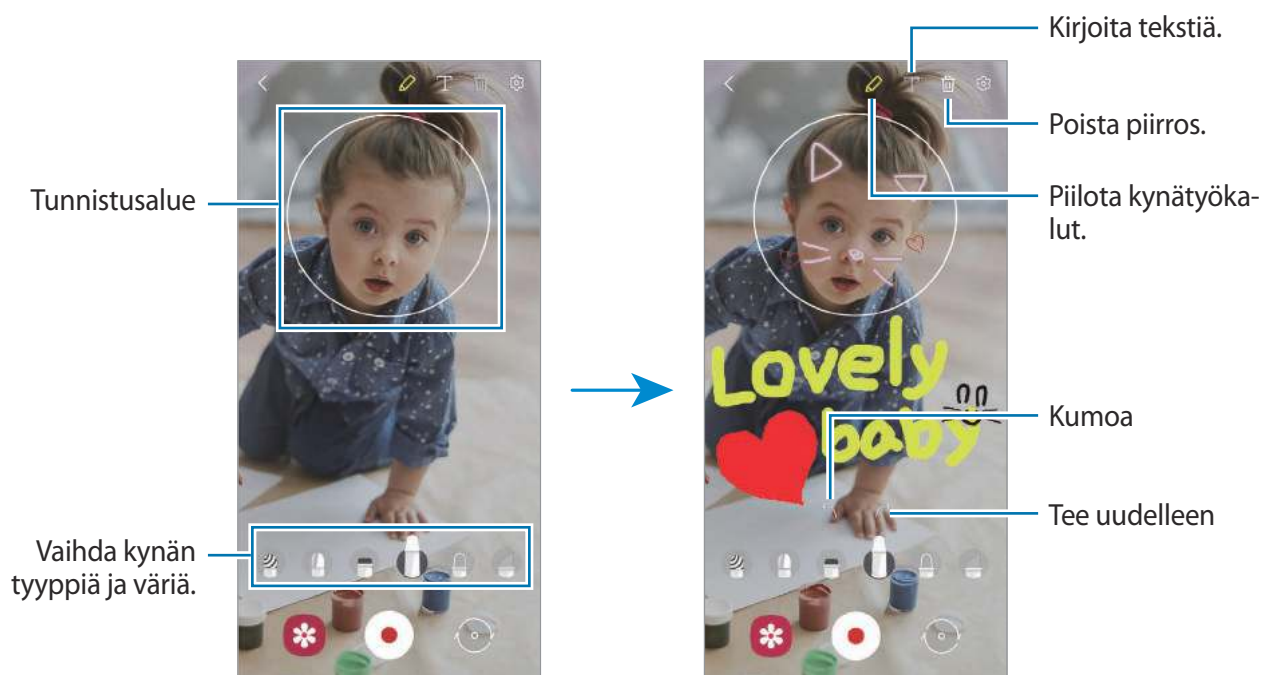 Kirjoita tekstiä.
Poista piirros.
Tunnistusalue
Piilota kynätyöka-
lut.
Lovely
baby
Kumoa
Tee uudelleen
Vaihda kynän
tyyppiä ja väriä.